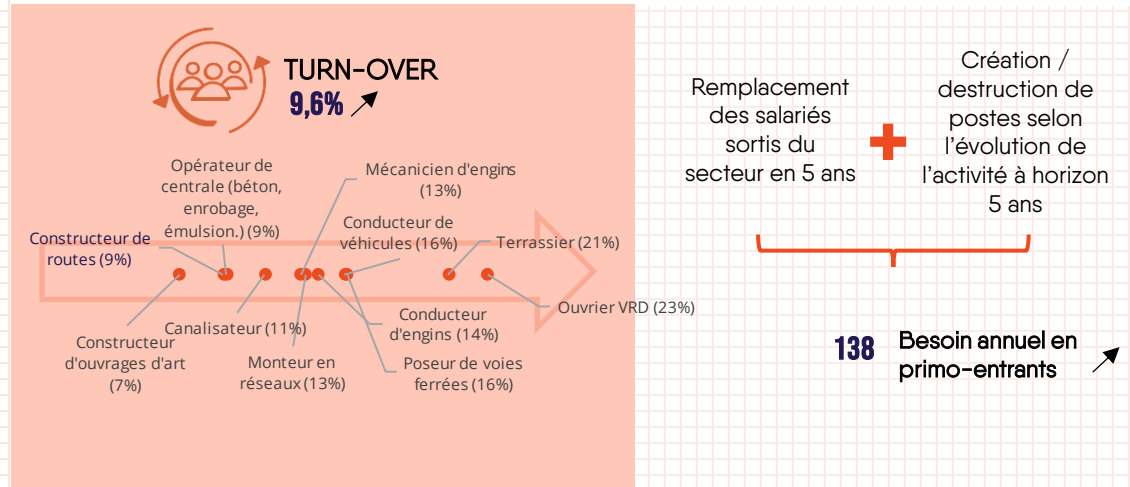 TURN-OVER
9,6%
Opérateur de
centrale (béton,
enrobage,
émulsion.) (9%)
Mécanicien d'engins
(13%)
Constructeur de
routes (9%)
Conducteur de
véhicules (16%)
Terrassier (21%)
Ouvrier VRD (23%)
Constructeur
d'ouvrages d'art
(7%)
Canalisateur (11%)
Monteur en
réseaux (13%)
Conducteur
d'engins (14%)
Poseur de voies
ferrées (16%)
Remplacement
des salariés
sortis du
secteur en 5 ans
Création /
destruction de
postes selon
l'évolution de
l'activité à horizon
5 ans
138
Besoin annuel en
primo-entrants